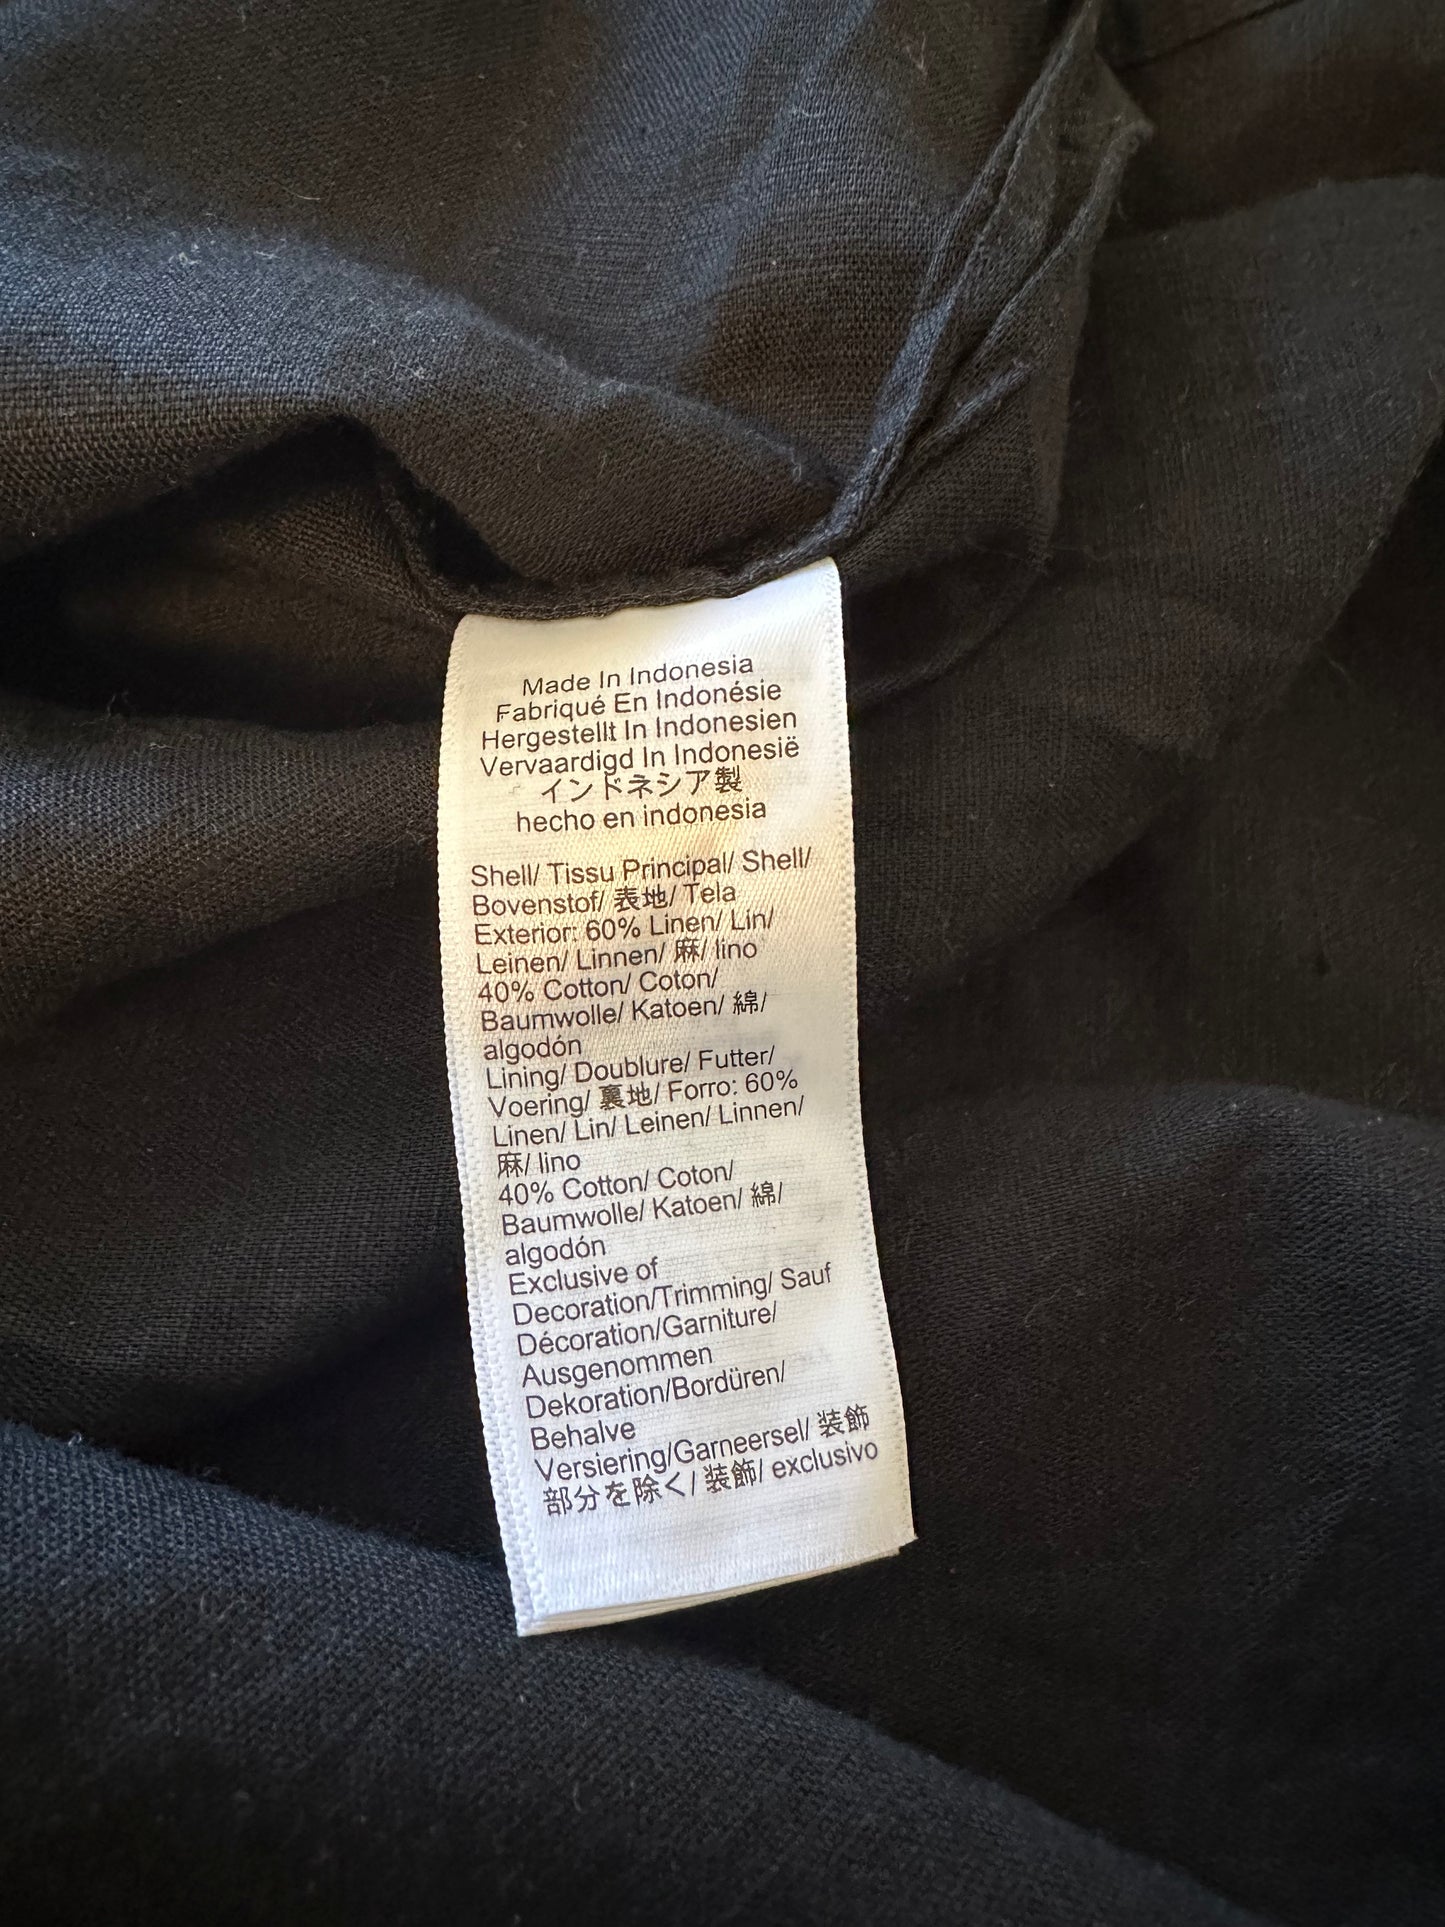 Made In Indonesia
Fabriqué En Indonésie
Hergestellt In Indonesien
Vervaardigd In Indonesië
インドネシア製
hecho en indonesia
Shell/ Tissu Principal/ Shell/
Bovenstof/ 表地/ Tela
Exterior: 60% Linen/ Lin/
Leinen/ Linnen/ 麻/ lino
40% Cotton/ Coton/
Baumwolle/ Katoen/ 綿/
algodón
Lining/ Doublure/ Futter/
Voering/ 裏地/ Forro: 60%
Linen/ Lin/ Leinen/ Linnen/
麻/ lino
40% Cotton/ Coton/
Baumwolle/ Katoen/ 綿/
algodón
Exclusive of
Decoration/Trimming/ Sauf
Décoration/Garniture/
Ausgenommen
Dekoration/Bordüren/
Behalve
Versiering/Garneersel/ 装飾
部分を除く/ 装飾/ exclusivo